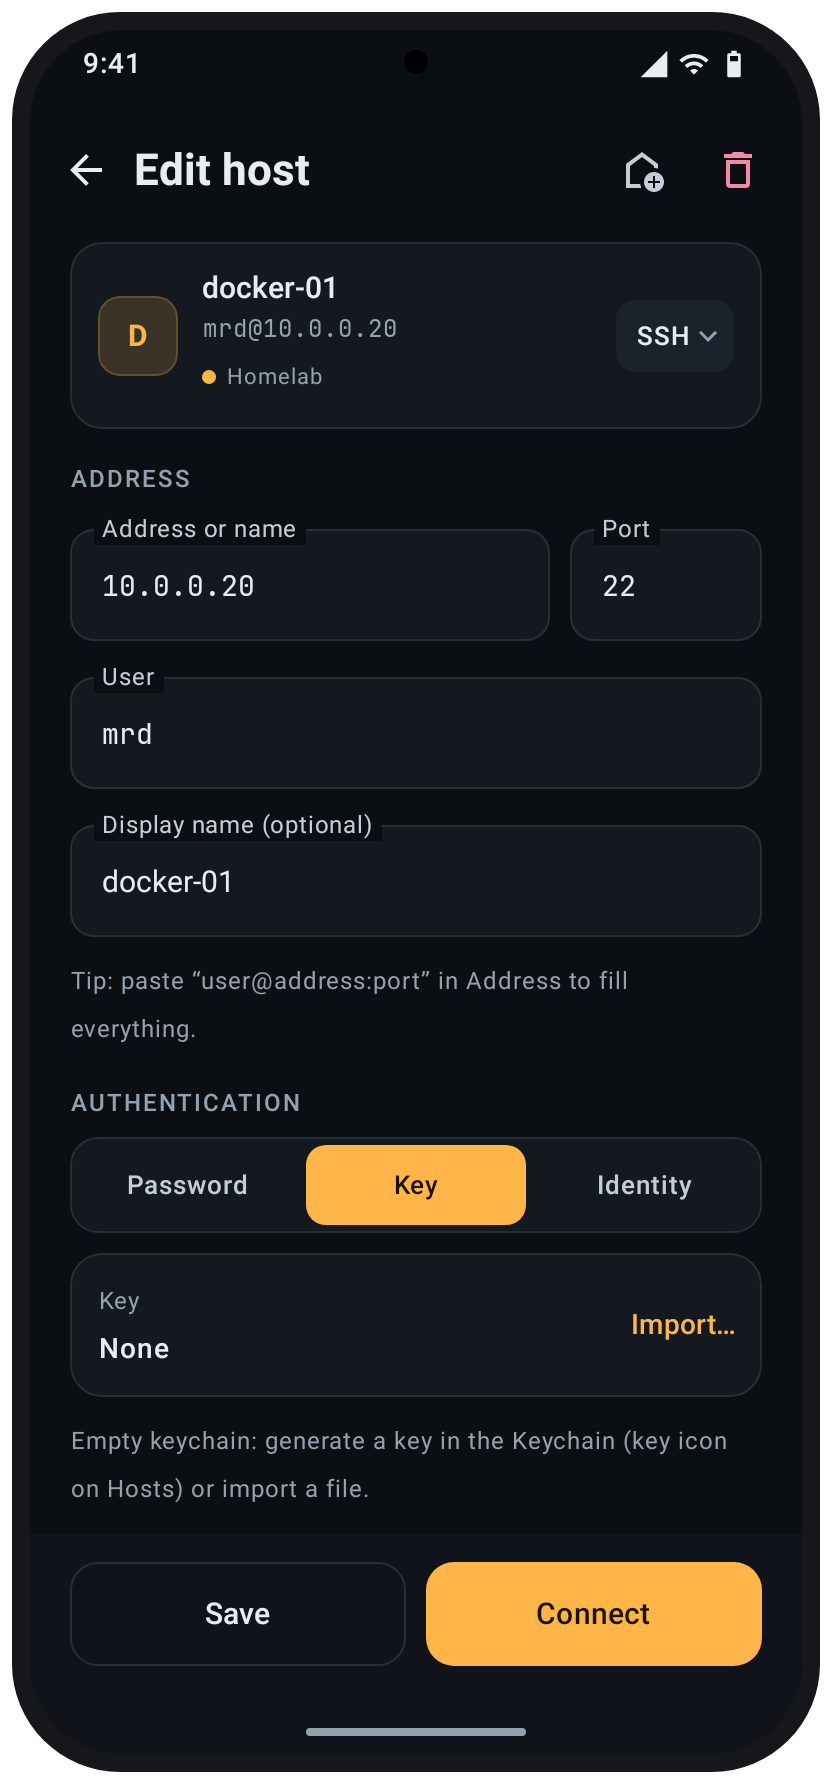 9:41
Edit host
D
docker-01
mrd@10.0.0.20
Homelab
SSH
ADDRESS
Address or name
10.0.0.20
Port
22
User
mrd
Display name (optional)
docker-01
Tip: paste “user@address:port” in Address to fill
everything.
AUTHENTICATION
Password
Key
Identity
Key
None
Import…
Empty keychain: generate a key in the Keychain (key icon
on Hosts) or import a file.
Save
Connect